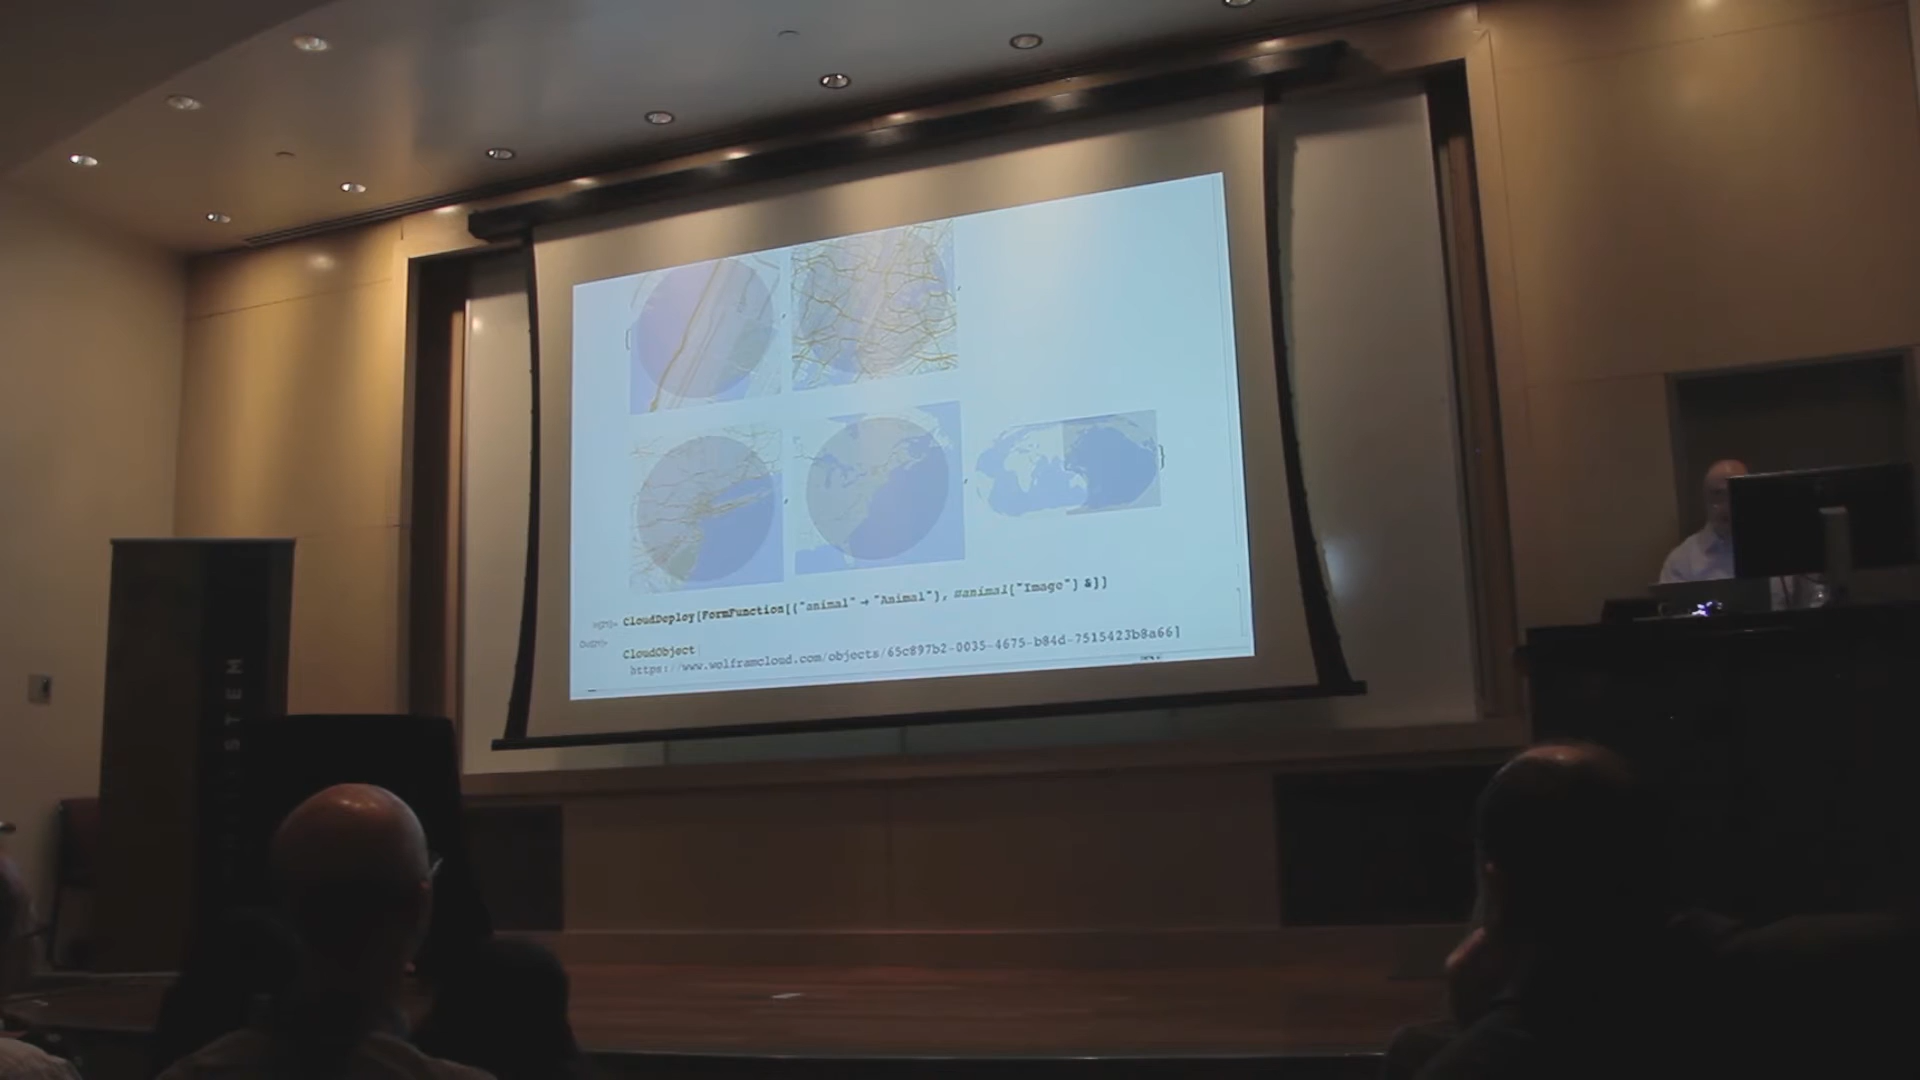 CloudDeploy[FormFunction[{"animal" → "Animal"}, #animal["Image"] &]]
CloudObject[
https://www.wolframcloud.com/objects/65c897b2-0035-4675-b84d-7515423b8a66]